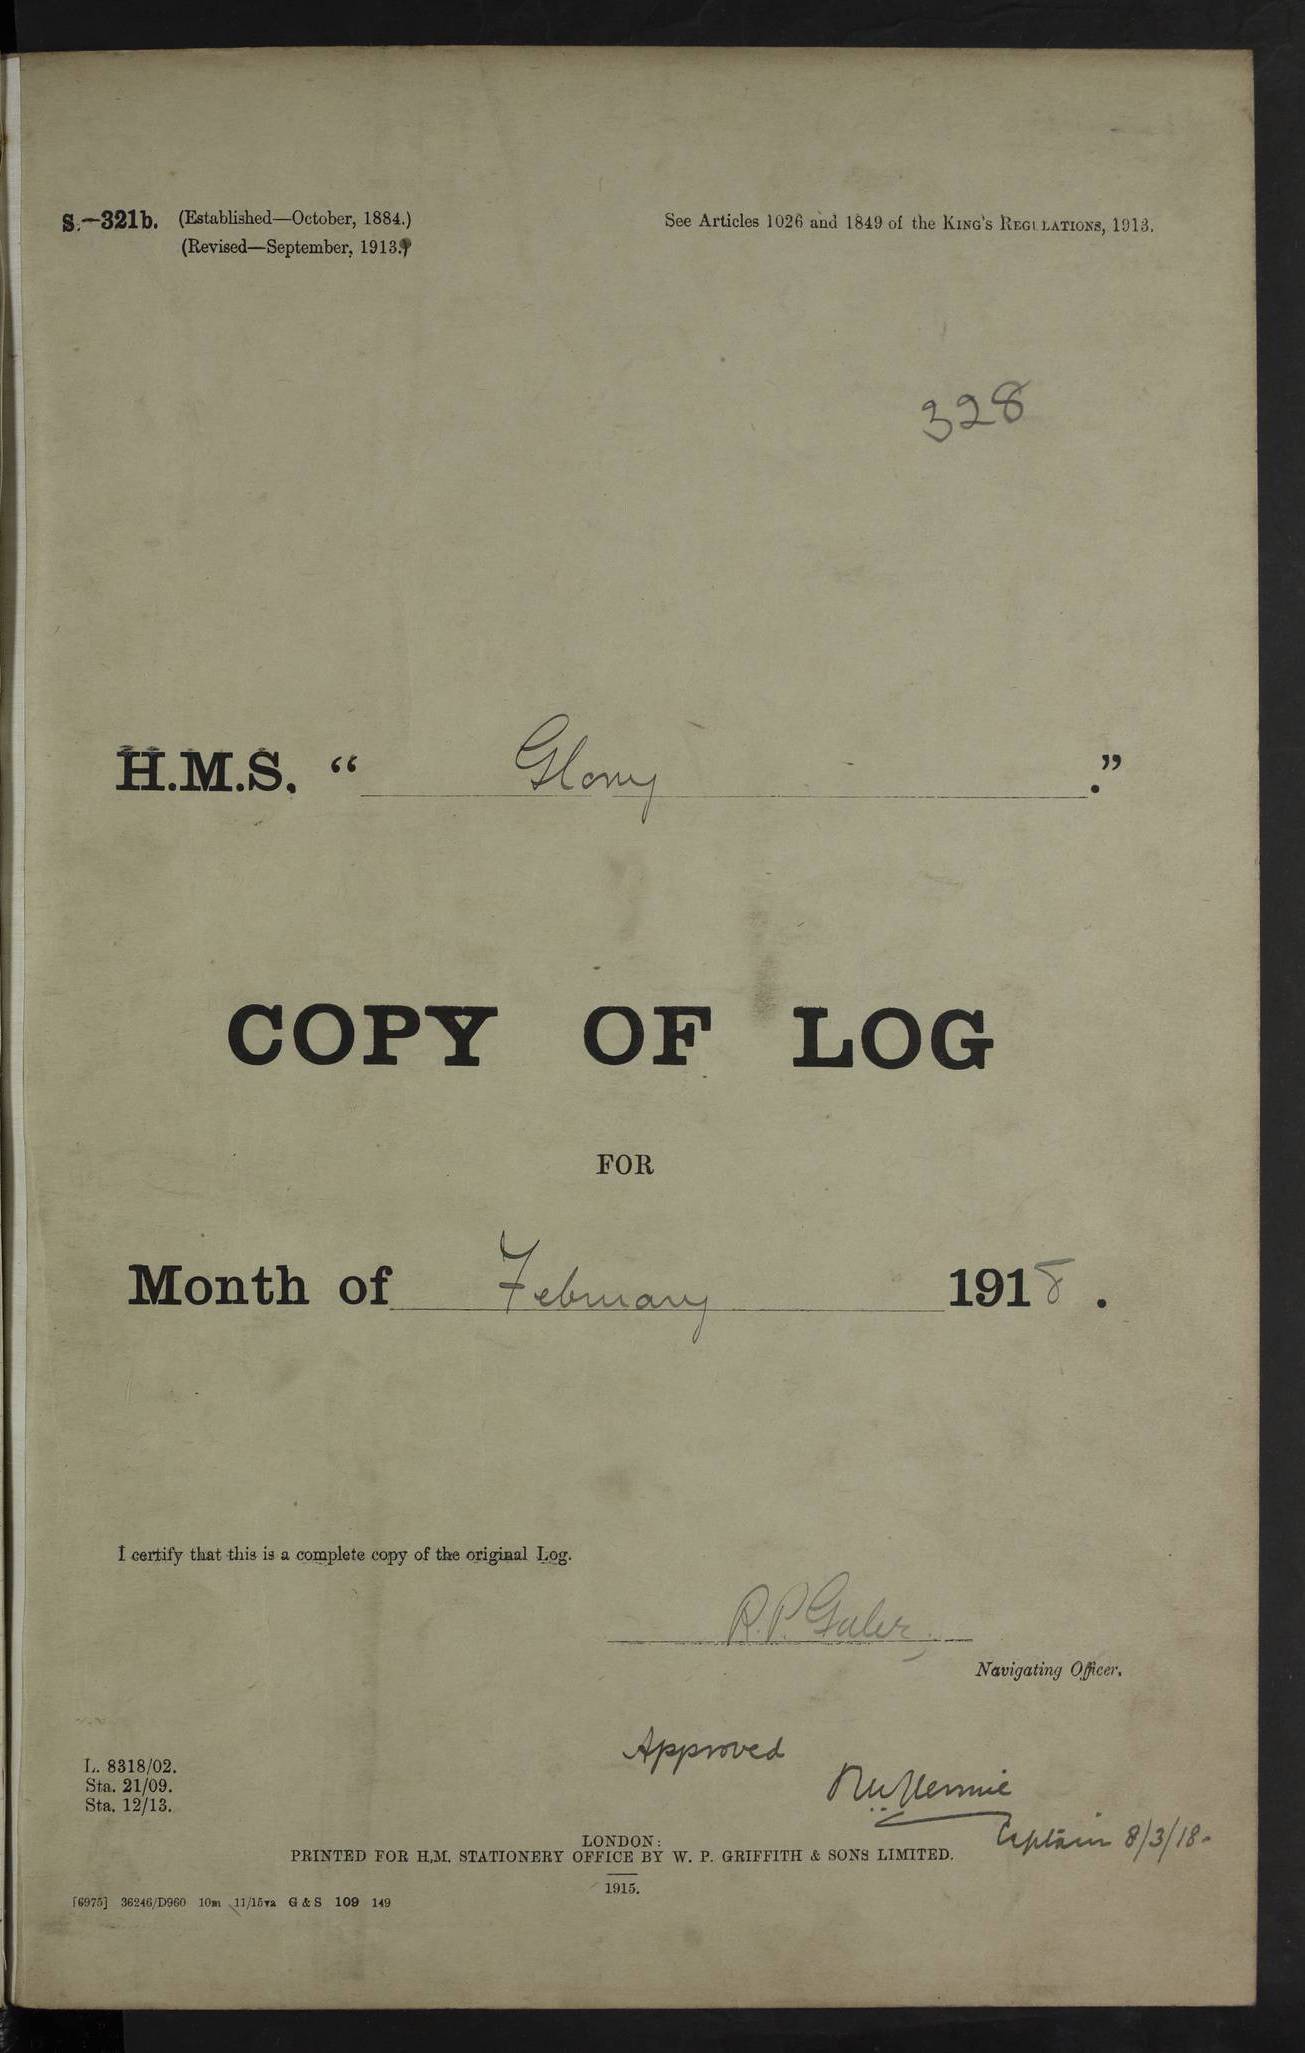 S.—321b. (Established—October, 1884.)
(Revised—September, 1913.)
See Articles 1026 and 1849 of the KING'S REGULATIONS, 1913.
328
H.M.S. “ Glory .”
COPY OF LOG
FOR
Month of February 1918 .
I certify that this is a complete copy of the original Log.
R. P. Galer.
Navigating Officer.
Approved
Captain 8/3/18.
L. 8318/02.
Sta. 21/09.
Sta. 12/13.
LONDON:
PRINTED FOR H.M. STATIONERY OFFICE BY W. P. GRIFFITH & SONS LIMITED.
1915.
[6975] 36246/D960 10m 11/15va G & S 109 149